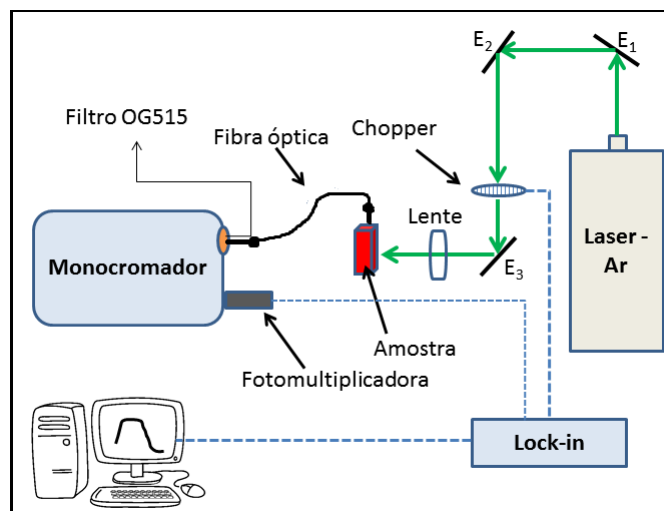 E2
E1
Filtro OG515
Fibra óptica
Chopper
Lente
Laser -
Ar
Monocromador
E3
Amostra
Fotomultiplicadora
Lock-in